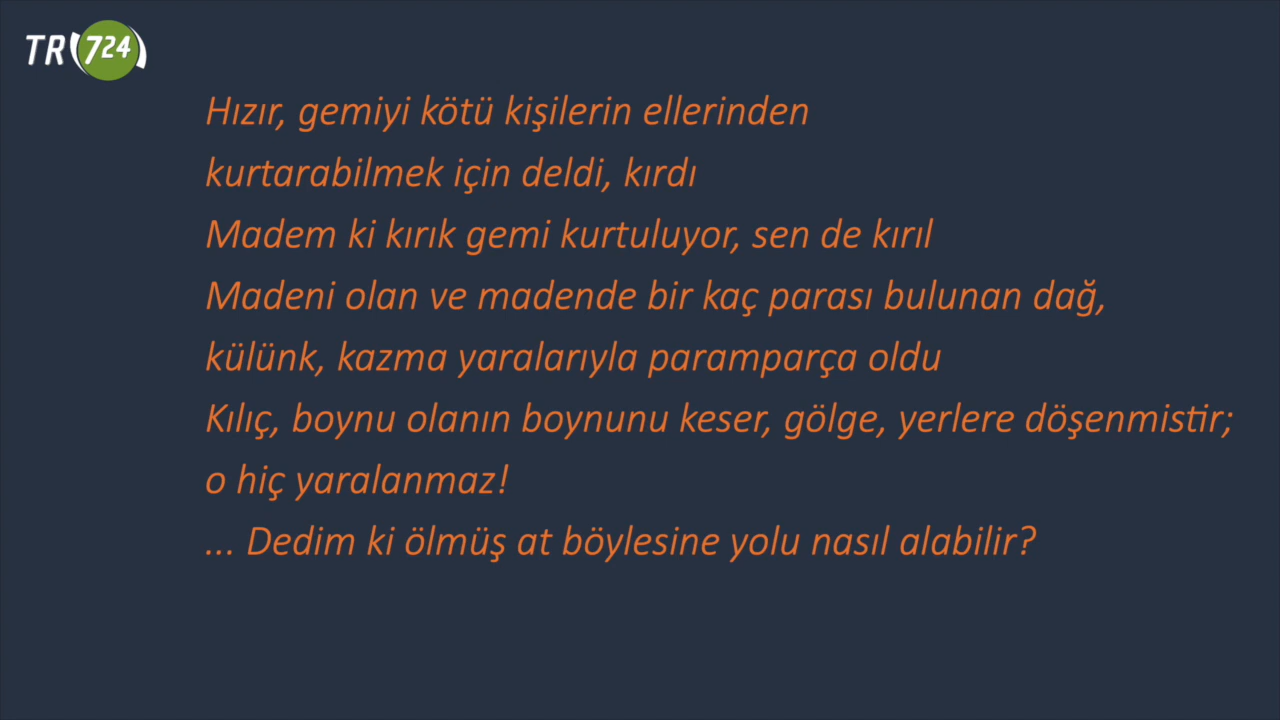 TR 724
Hızır, gemiyi kötü kişilerin ellerinden
kurtarabilmek için deldi, kırdı
Madem ki kırık gemi kurtuluyor, sen de kırıl
Madeni olan ve madende bir kaç parası bulunan dağ,
külünk, kazma yaralarıyla paramparça oldu
Kılıç, boynu olanın boynunu keser, gölge, yerlere döşenmistir;
o hiç yaralanmaz!
... Dedim ki ölmüş at böylesine yolu nasıl alabilir?